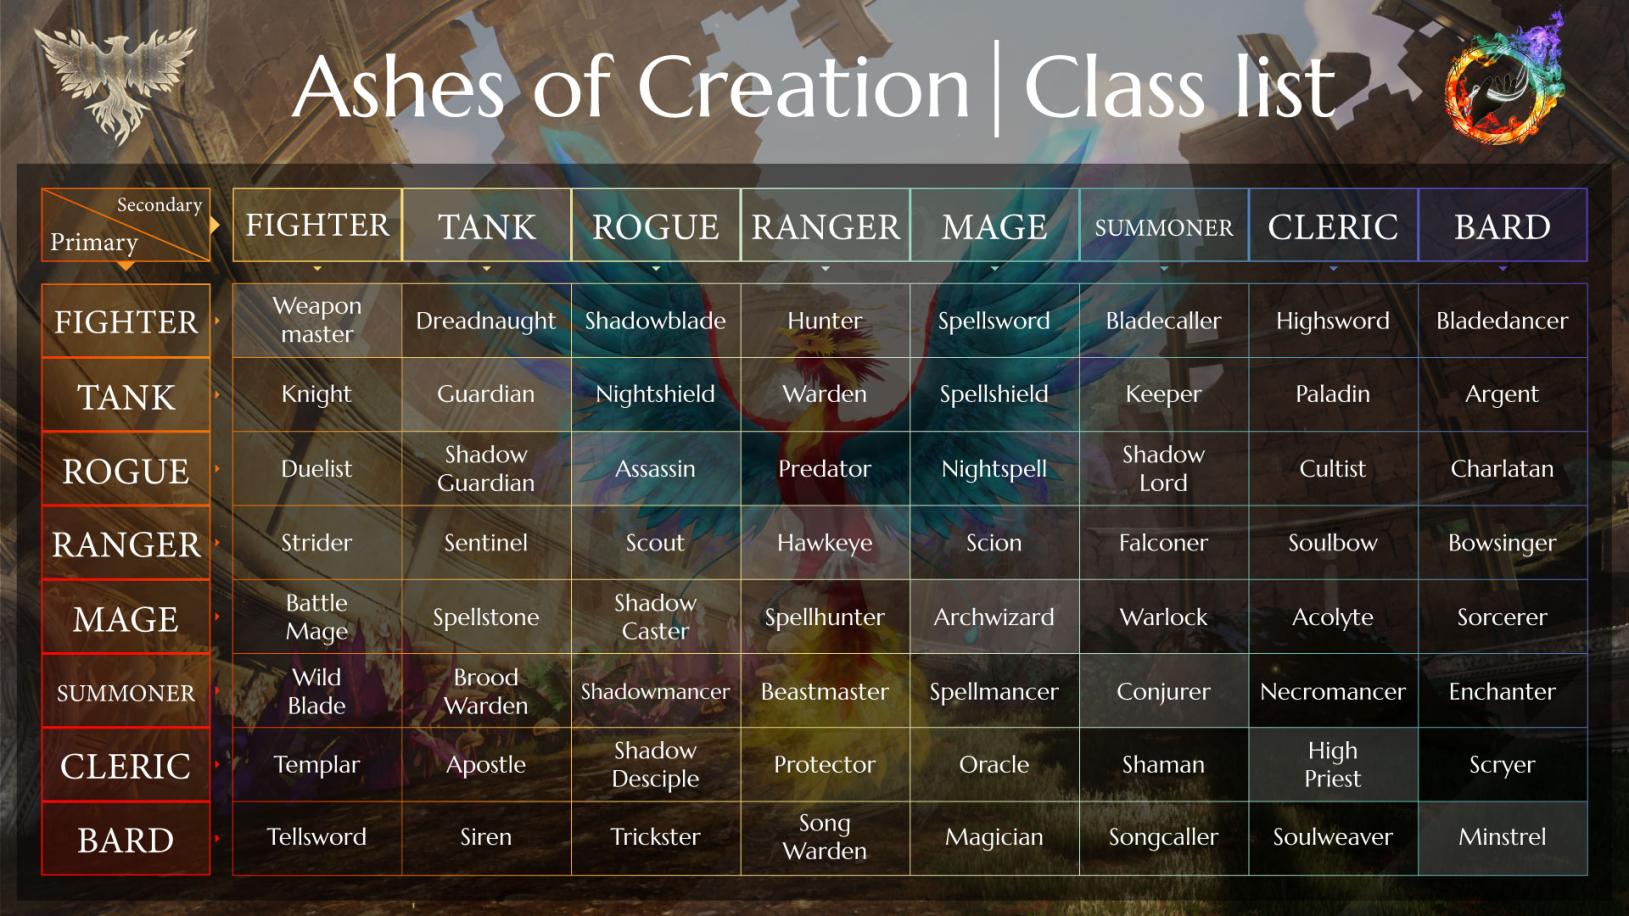 Ashes of Creation | Class list
Secondary
Primary
FIGHTER TANK ROGUE RANGER MAGE SUMMONER CLERIC BARD
FIGHTER
Weapon
master
Dreadnaught
Shadowblade
Hunter
Spellsword
Bladecaller
Highsword
Bladedancer
TANK
Knight
Guardian
Nightshield
Warden
Spellshield
Keeper
Paladin
Argent
ROGUE
Duelist
Shadow
Guardian
Assassin
Predator
Nightspell
Shadow
Lord
Cultist
Charlatan
RANGER
Strider
Sentinel
Scout
Hawkeye
Scion
Falconer
Soulbow
Bowsinger
MAGE
Battle
Mage
Spellstone
Shadow
Caster
Spellhunter
Archwizard
Warlock
Acolyte
Sorcerer
SUMMONER
Wild
Blade
Brood
Warden
Shadowmancer
Beastmaster
Spellmancer
Conjurer
Necromancer
Enchanter
CLERIC
Templar
Apostle
Shadow
Desciple
Protector
Oracle
Shaman
High
Priest
Scryer
BARD
Tellsword
Siren
Trickster
Song
Warden
Magician
Songcaller
Soulweaver
Minstrel